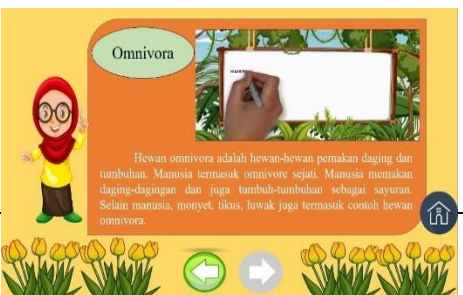 Omnivora
Hewan omnivora adalah hewan-hewan pemakan daging dan
tumbuhan. Manusia termasuk omnivore sejati. Manusia memakan
daging-dagingan dan juga tumbuh-tumbuhan sebagai sayuran.
Selain manusia, monyet, tikus, luwak juga termasuk contoh hewan
omnivora.